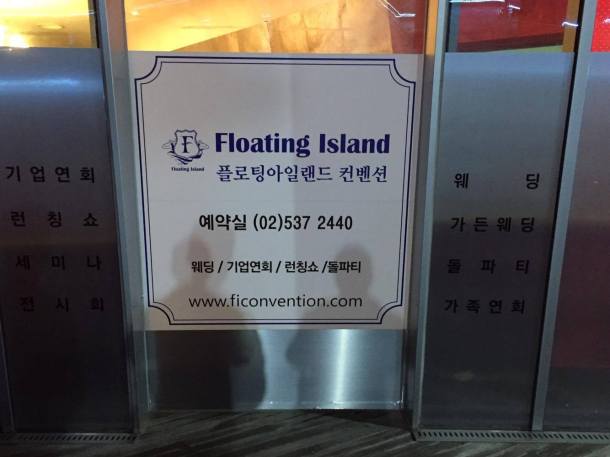 F
Floating Island
Floating Island
플로팅아일랜드 컨벤션
예약실 (02)537 2440
웨딩 / 기업연회 / 런칭쇼 /돌파티
www.ficonvention.com
기업연회
런칭쇼
세미나
전시회
웨딩
가든웨딩
돌파티
가족연회